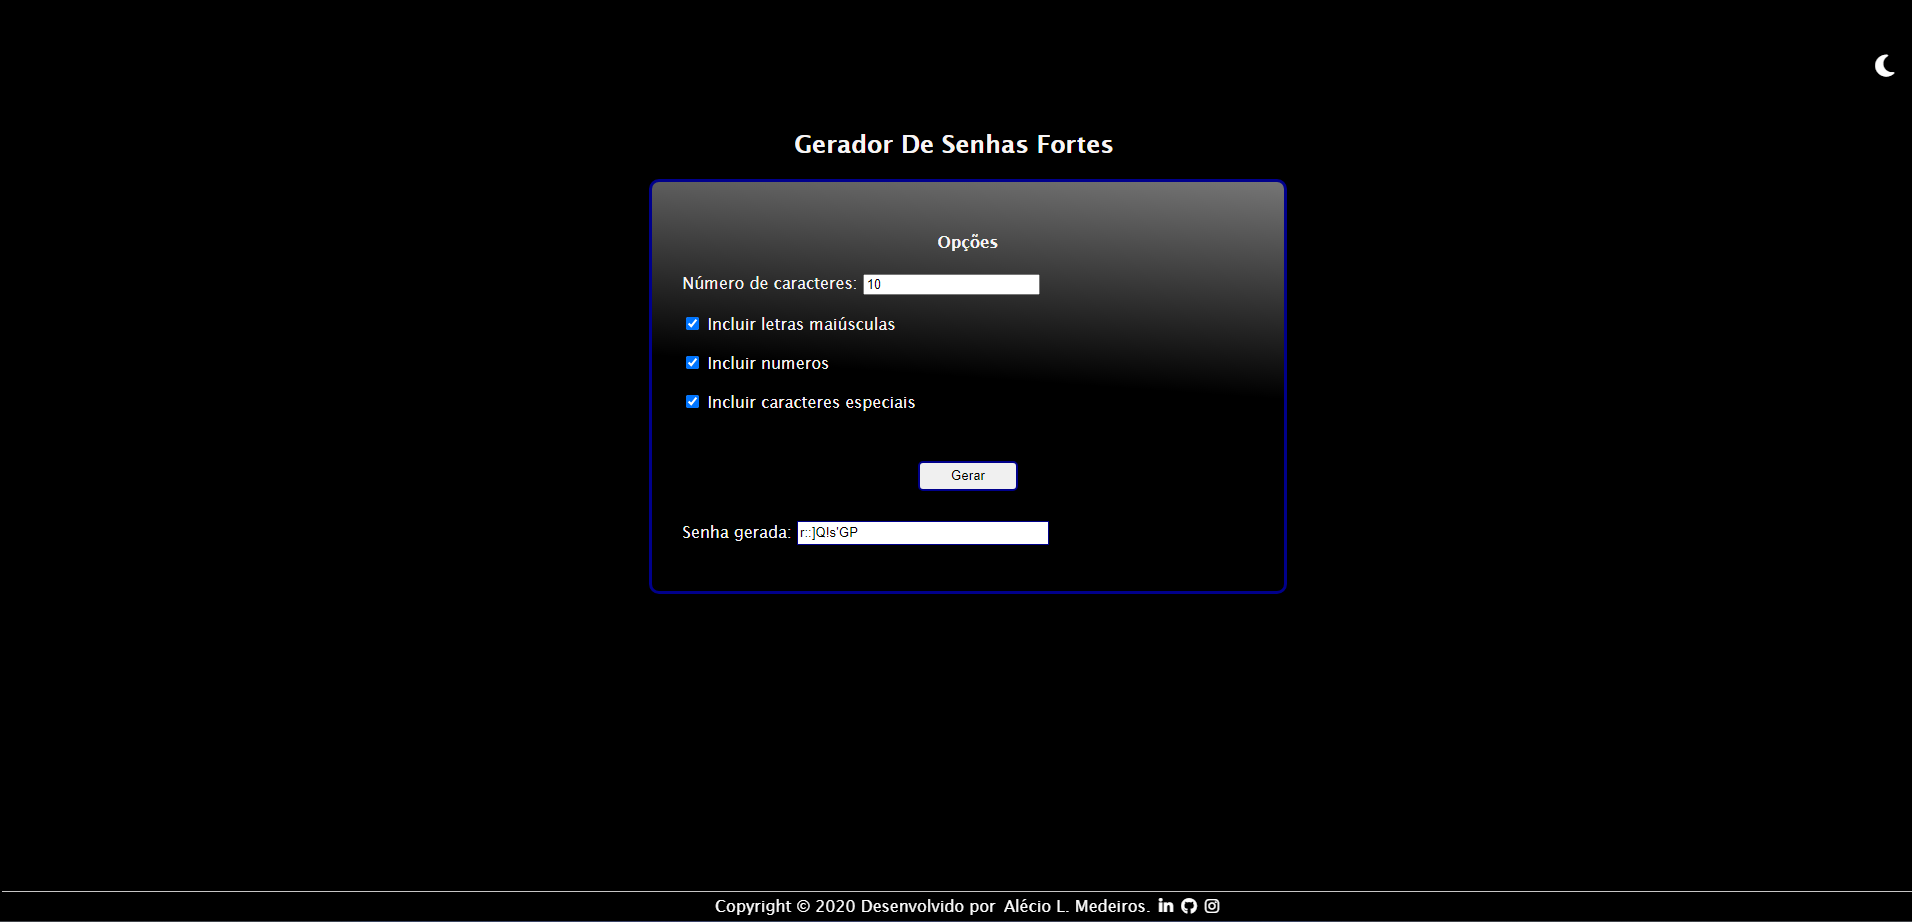 Gerador De Senhas Fortes
Opções
Número de caracteres: 10
Incluir letras maiúsculas
Incluir numeros
Incluir caracteres especiais
Gerar
Senha gerada: r::]Q!s'GP
Copyright © 2020 Desenvolvido por Alécio L. Medeiros.